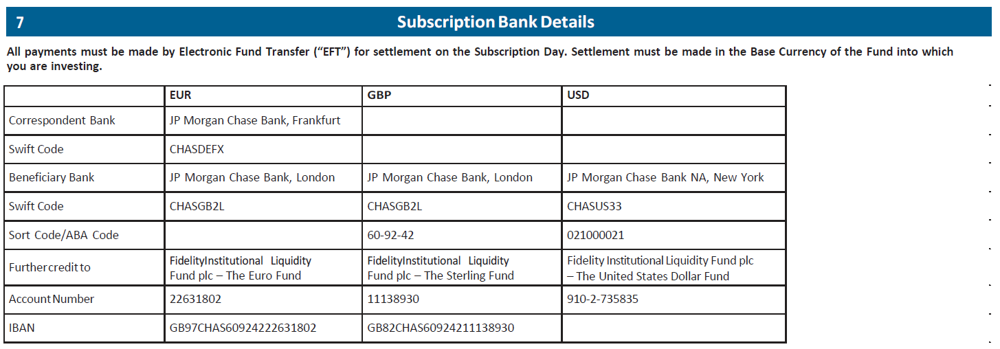 7 Subscription Bank Details
All payments must be made by Electronic Fund Transfer (“EFT”) for settlement on the Subscription Day. Settlement must be made in the Base Currency of the Fund into which
you are investing.
EUR GBP USD
Correspondent Bank JP Morgan Chase Bank, Frankfurt
Swift Code CHASDEFX
Beneficiary Bank JP Morgan Chase Bank, London JP Morgan Chase Bank, London JP Morgan Chase Bank NA, New York
Swift Code CHASGB2L CHASGB2L CHASUS33
Sort Code/ABA Code 60-92-42 021000021
Furthercreditto FidelityInstitutional Liquidity FidelityInstitutional Liquidity Fidelity Institutional Liquidity Fund plc
Fund plc – The Euro Fund Fund plc – The Sterling Fund – The United States Dollar Fund
AccountNumber 22631802 11138930 910-2-735835
IBAN GB97CHAS60924222631802 GB82CHAS60924211138930